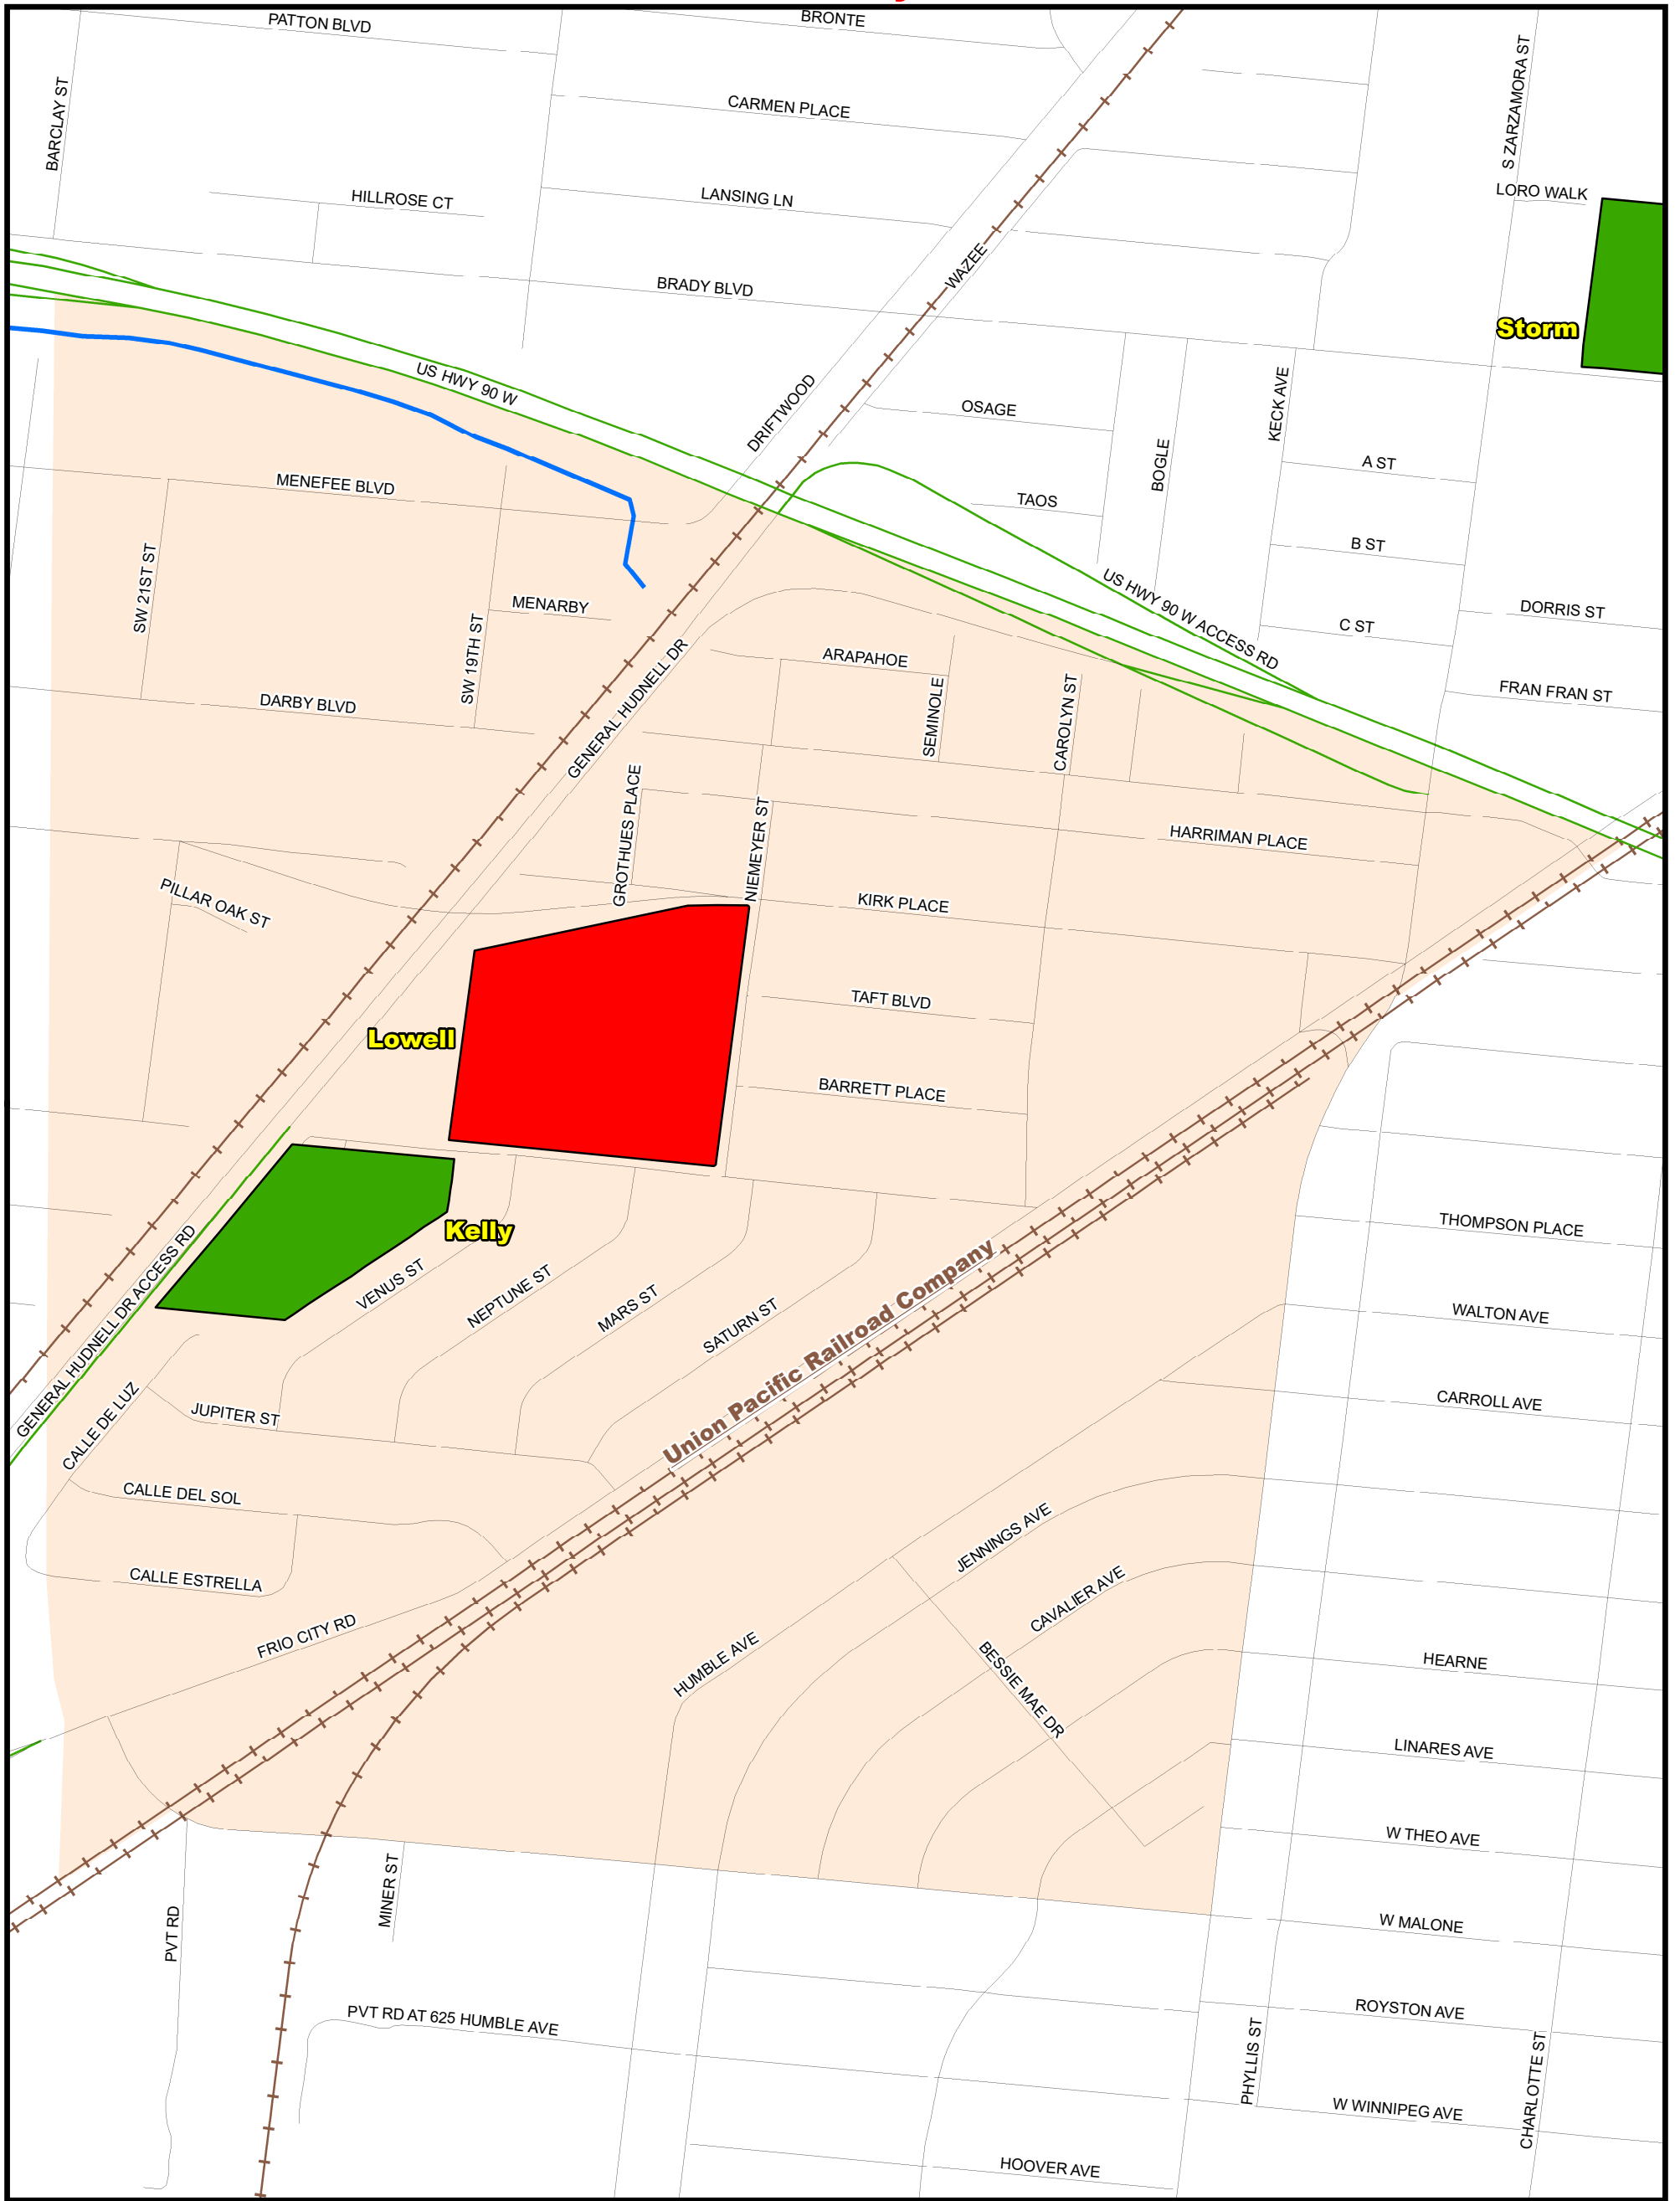 PATTON BLVD
BRONTE
S ZARZAMORA ST
BARCLAY ST
CARMEN PLACE
HILLROSE CT
LANSING LN
LORO WALK
WAZEE
BRADY BLVD
Storm
US HWY 90 W
DRIFTWOOD
OSAGE
KECK AVE
BOGLE
A ST
MENEFEE BLVD
TAOS
B ST
SW 21ST ST
MENARBY
US HWY 90 W ACCESS RD
DORRIS ST
C ST
SW 19TH ST
GENERAL HUDNELL DR
ARAPAHOE
SEMINOLE
CAROLYN ST
FRAN FRAN ST
DARBY BLVD
GROTHUES PLACE
NIEMEYER ST
HARRIMAN PLACE
PILLAR OAK ST
KIRK PLACE
TAFT BLVD
Lowell
BARRETT PLACE
Kelly
THOMPSON PLACE
GENERAL HUDNELL DR ACCESS RD
VENUS ST
NEPTUNE ST
MARS ST
SATURN ST
Union Pacific Railroad Company
WALTON AVE
CALLE DE LUZ
JUPITER ST
CARROLL AVE
CALLE DEL SOL
JENNINGS AVE
CALLE ESTRELLA
CAVALIER AVE
FRIO CITY RD
HUMBLE AVE
BESSIE MAE DR
HEARNE
LINARES AVE
W THEO AVE
MINER ST
PVT RD
W MALONE
PVT RD AT 625 HUMBLE AVE
ROYSTON AVE
PHYLLIS ST
CHARLOTTE ST
W WINNIPEG AVE
HOOVER AVE